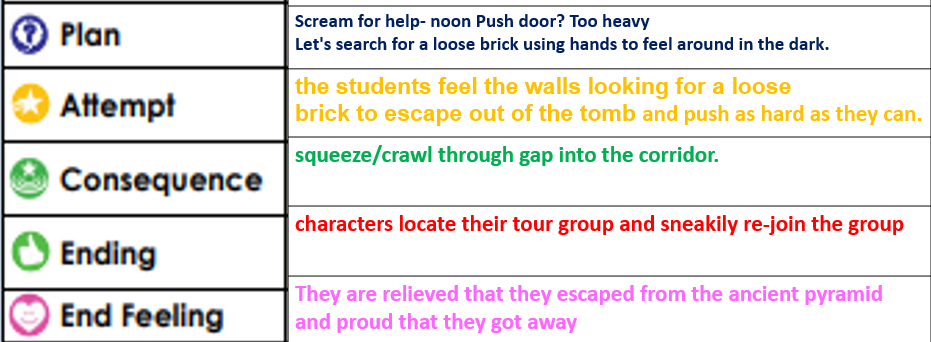 Plan
Scream for help- noon Push door? Too heavy
Let's search for a loose brick using hands to feel around in the dark.
Attempt
the students feel the walls looking for a loose
brick to escape out of the tomb and push as hard as they can.
Consequence
squeeze/crawl through gap into the corridor.
Ending
characters locate their tour group and sneakily re-join the group
End Feeling
They are relieved that they escaped from the ancient pyramid
and proud that they got away